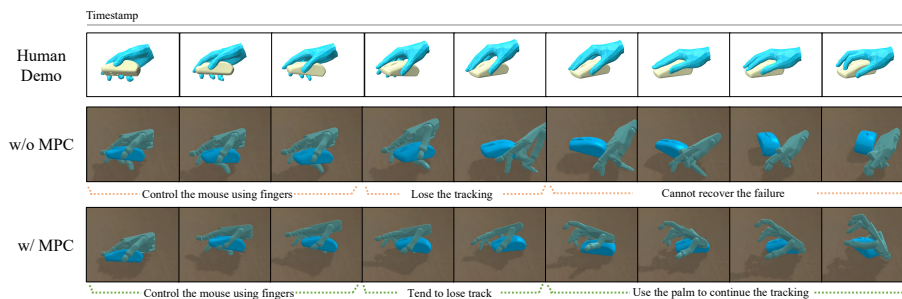 Timestamp
Human
Demo
w/o MPC
Control the mouse using fingers
Lose the tracking
Cannot recover the failure
w/ MPC
Control the mouse using fingers
Tend to lose track
Use the palm to continue the tracking